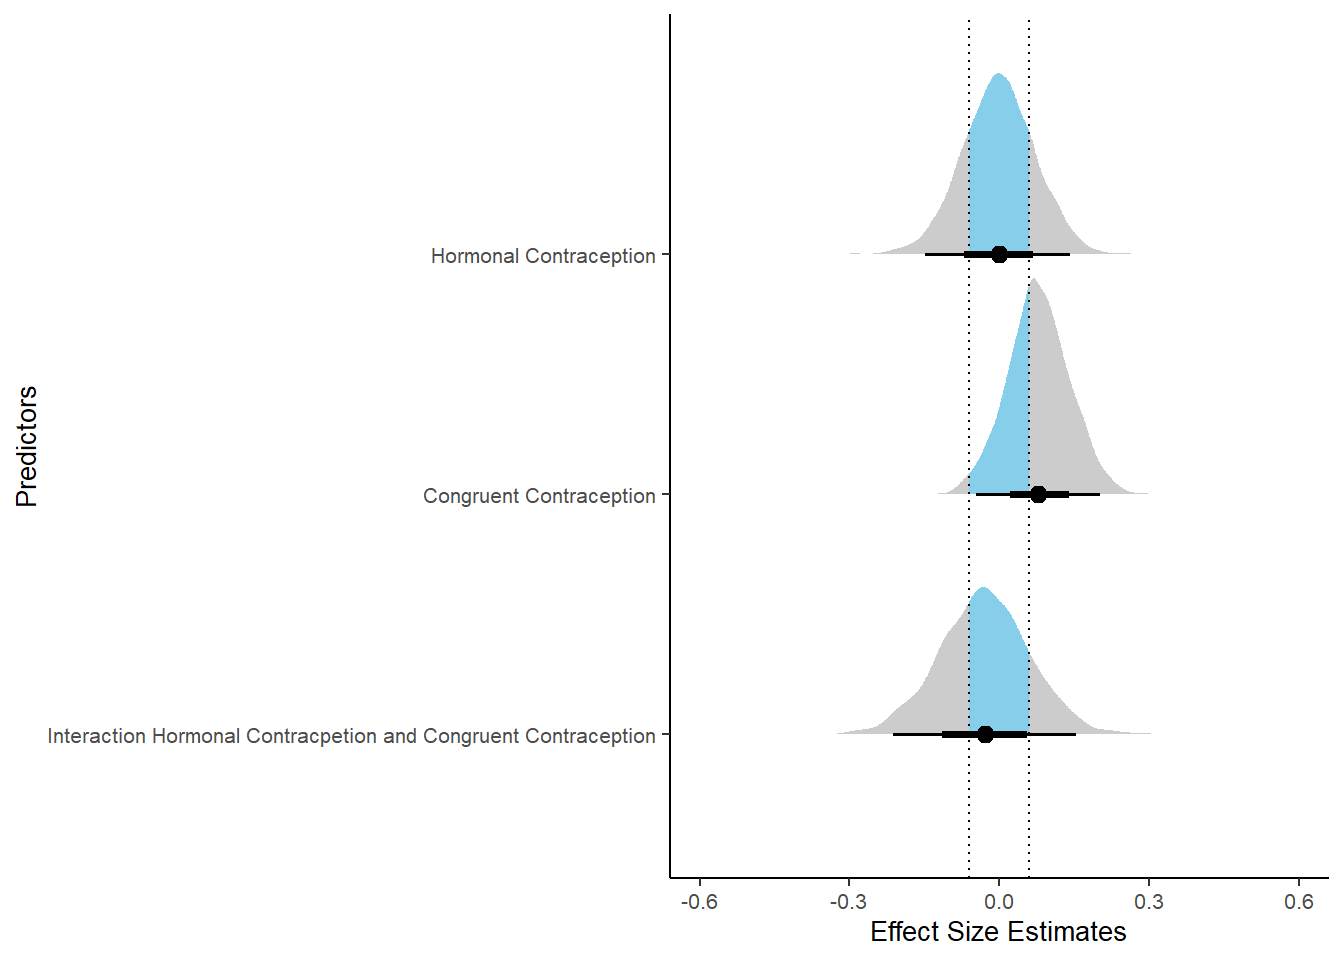 Predictors
Hormonal Contraception
Congruent Contraception
Interaction Hormonal Contracpetion and Congruent Contraception
-0.6
-0.3
0.0
0.3
0.6
Effect Size Estimates